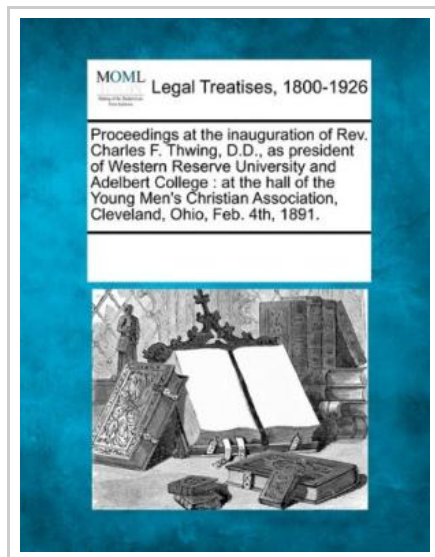 MOML
Legal Treatises, 1800-1926
Proceedings at the inauguration of Rev.
Charles F. Thwing, D.D., as president
of Western Reserve University and
Adelbert College : at the hall of the
Young Men's Christian Association,
Cleveland, Ohio, Feb. 4th, 1891.